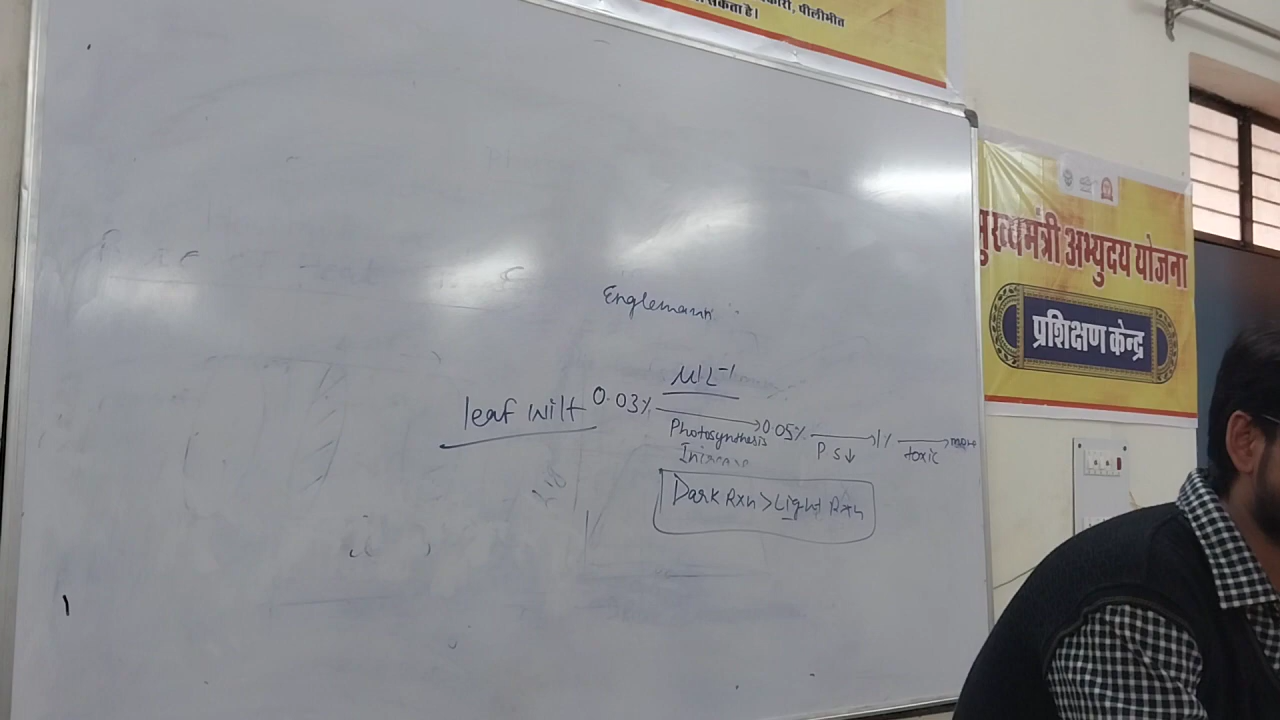 सकता है।
पीलीभीत
मुख्यमंत्री अभ्युदय योजना
प्रशिक्षण केन्द्र
Englemann
μl L⁻¹
leaf wilt 0.03% → 0.05% → 1% → more
Photosynthesis P S↓ toxic
Increase
Dark Rxn > Light Rxn